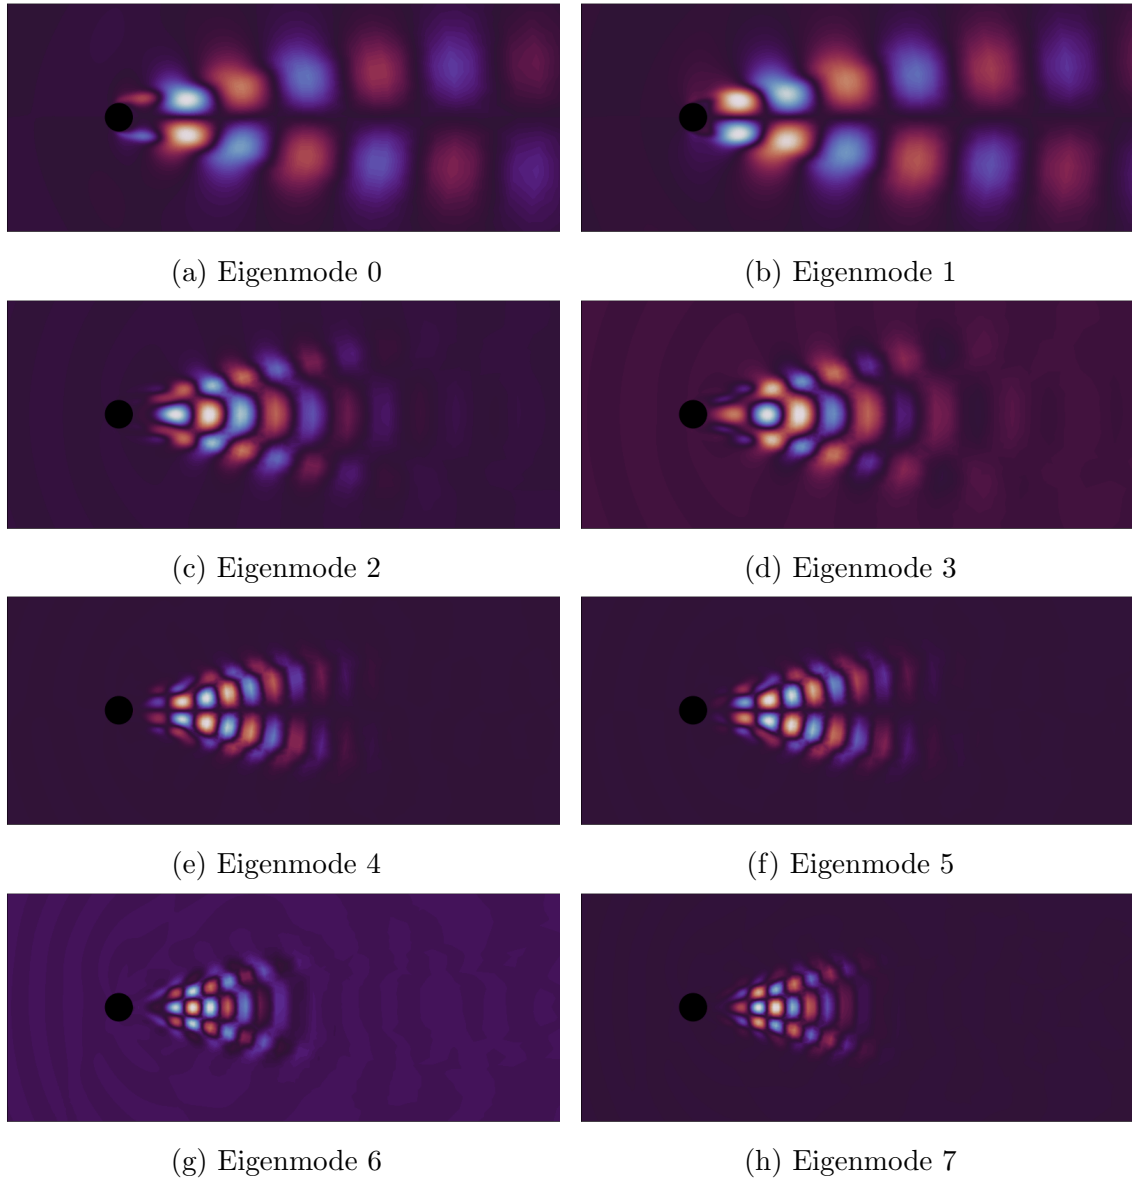 (a) Eigenmode 0
(b) Eigenmode 1
(c) Eigenmode 2
(d) Eigenmode 3
(e) Eigenmode 4
(f) Eigenmode 5
(g) Eigenmode 6
(h) Eigenmode 7